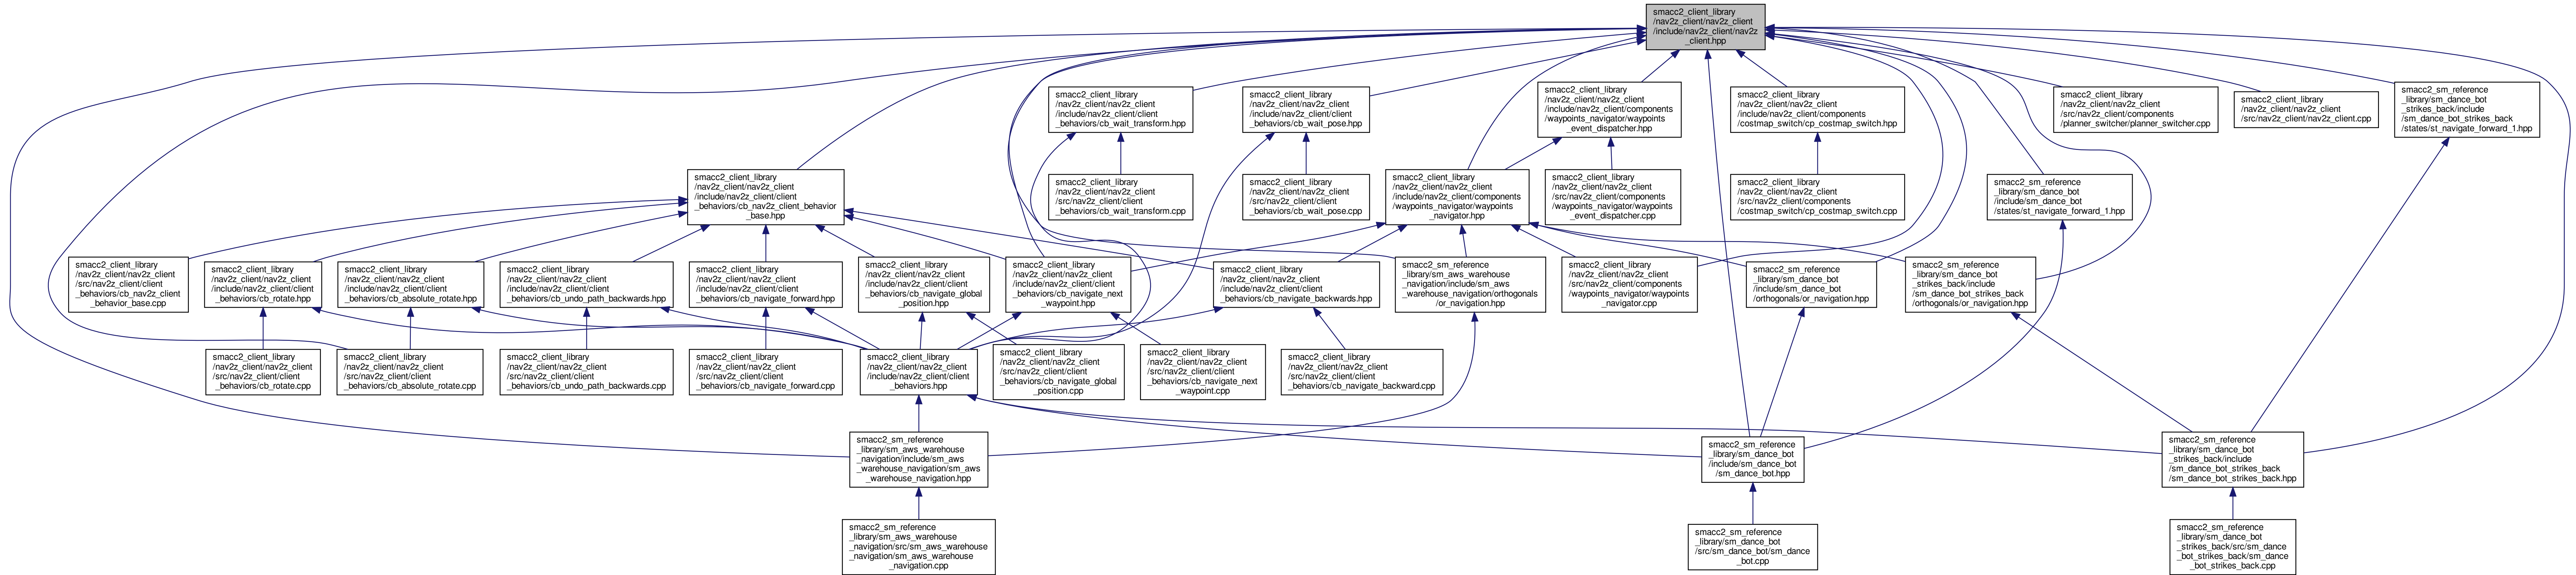 smacc2_client_library
/nav2z_client/nav2z_client
/include/nav2z_client/nav2z
_client.hpp
smacc2_client_library
/nav2z_client/nav2z_client
/include/nav2z_client/client
_behaviors/cb_wait_transform.hpp
smacc2_client_library
/nav2z_client/nav2z_client
/include/nav2z_client/client
_behaviors/cb_wait_pose.hpp
smacc2_client_library
/nav2z_client/nav2z_client
/include/nav2z_client/components
/waypoints_navigator/waypoints
_event_dispatcher.hpp
smacc2_client_library
/nav2z_client/nav2z_client
/include/nav2z_client/components
/costmap_switch/cp_costmap_switch.hpp
smacc2_client_library
/nav2z_client/nav2z_client
/src/nav2z_client/components
/planner_switcher/planner_switcher.cpp
smacc2_client_library
/nav2z_client/nav2z_client
/src/nav2z_client/nav2z_client.cpp
smacc2_sm_reference
_library/sm_dance_bot
_strikes_back/include
/sm_dance_bot_strikes_back
/states/st_navigate_forward_1.hpp
smacc2_client_library
/nav2z_client/nav2z_client
/include/nav2z_client/client
_behaviors/cb_nav2z_client_behavior
_base.hpp
smacc2_client_library
/nav2z_client/nav2z_client
/src/nav2z_client/client
_behaviors/cb_wait_transform.cpp
smacc2_client_library
/nav2z_client/nav2z_client
/src/nav2z_client/client
_behaviors/cb_wait_pose.cpp
smacc2_client_library
/nav2z_client/nav2z_client
/include/nav2z_client/components
/waypoints_navigator/waypoints
_navigator.hpp
smacc2_client_library
/nav2z_client/nav2z_client
/src/nav2z_client/components
/waypoints_navigator/waypoints
_event_dispatcher.cpp
smacc2_client_library
/nav2z_client/nav2z_client
/src/nav2z_client/components
/costmap_switch/cp_costmap_switch.cpp
smacc2_sm_reference
_library/sm_dance_bot
/include/sm_dance_bot
/states/st_navigate_forward_1.hpp
smacc2_client_library
/nav2z_client/nav2z_client
/src/nav2z_client/client
_behaviors/cb_nav2z_client
_behavior_base.cpp
smacc2_client_library
/nav2z_client/nav2z_client
/include/nav2z_client/client
_behaviors/cb_rotate.hpp
smacc2_client_library
/nav2z_client/nav2z_client
/include/nav2z_client/client
_behaviors/cb_absolute_rotate.hpp
smacc2_client_library
/nav2z_client/nav2z_client
/include/nav2z_client/client
_behaviors/cb_undo_path_backwards.hpp
smacc2_client_library
/nav2z_client/nav2z_client
/include/nav2z_client/client
_behaviors/cb_navigate_forward.hpp
smacc2_client_library
/nav2z_client/nav2z_client
/include/nav2z_client/client
_behaviors/cb_navigate_global
_position.hpp
smacc2_client_library
/nav2z_client/nav2z_client
/include/nav2z_client/client
_behaviors/cb_navigate_next
_waypoint.hpp
smacc2_client_library
/nav2z_client/nav2z_client
/include/nav2z_client/client
_behaviors/cb_navigate_backwards.hpp
smacc2_sm_reference
_library/sm_aws_warehouse
_navigation/include/sm_aws
_warehouse_navigation/orthogonals
/or_navigation.hpp
smacc2_client_library
/nav2z_client/nav2z_client
/src/nav2z_client/components
/waypoints_navigator/waypoints
_navigator.cpp
smacc2_sm_reference
_library/sm_dance_bot
/include/sm_dance_bot
/orthogonals/or_navigation.hpp
smacc2_sm_reference
_library/sm_dance_bot
_strikes_back/include
/sm_dance_bot_strikes_back
/orthogonals/or_navigation.hpp
smacc2_client_library
/nav2z_client/nav2z_client
/src/nav2z_client/client
_behaviors/cb_rotate.cpp
smacc2_client_library
/nav2z_client/nav2z_client
/src/nav2z_client/client
_behaviors/cb_absolute_rotate.cpp
smacc2_client_library
/nav2z_client/nav2z_client
/src/nav2z_client/client
_behaviors/cb_undo_path_backwards.cpp
smacc2_client_library
/nav2z_client/nav2z_client
/src/nav2z_client/client
_behaviors/cb_navigate_forward.cpp
smacc2_client_library
/nav2z_client/nav2z_client
/include/nav2z_client/client
_behaviors.hpp
smacc2_client_library
/nav2z_client/nav2z_client
/src/nav2z_client/client
_behaviors/cb_navigate_global
_position.cpp
smacc2_client_library
/nav2z_client/nav2z_client
/src/nav2z_client/client
_behaviors/cb_navigate_next
_waypoint.cpp
smacc2_client_library
/nav2z_client/nav2z_client
/src/nav2z_client/client
_behaviors/cb_navigate_backward.cpp
smacc2_sm_reference
_library/sm_aws_warehouse
_navigation/include/sm_aws
_warehouse_navigation/sm_aws
_warehouse_navigation.hpp
smacc2_sm_reference
_library/sm_dance_bot
/include/sm_dance_bot
/sm_dance_bot.hpp
smacc2_sm_reference
_library/sm_dance_bot
_strikes_back/include
/sm_dance_bot_strikes_back
/sm_dance_bot_strikes_back.hpp
smacc2_sm_reference
_library/sm_aws_warehouse
_navigation/src/sm_aws_warehouse
_navigation/sm_aws_warehouse
_navigation.cpp
smacc2_sm_reference
_library/sm_dance_bot
/src/sm_dance_bot/sm_dance
_bot.cpp
smacc2_sm_reference
_library/sm_dance_bot
_strikes_back/src/sm_dance
_bot_strikes_back/sm_dance
_bot_strikes_back.cpp